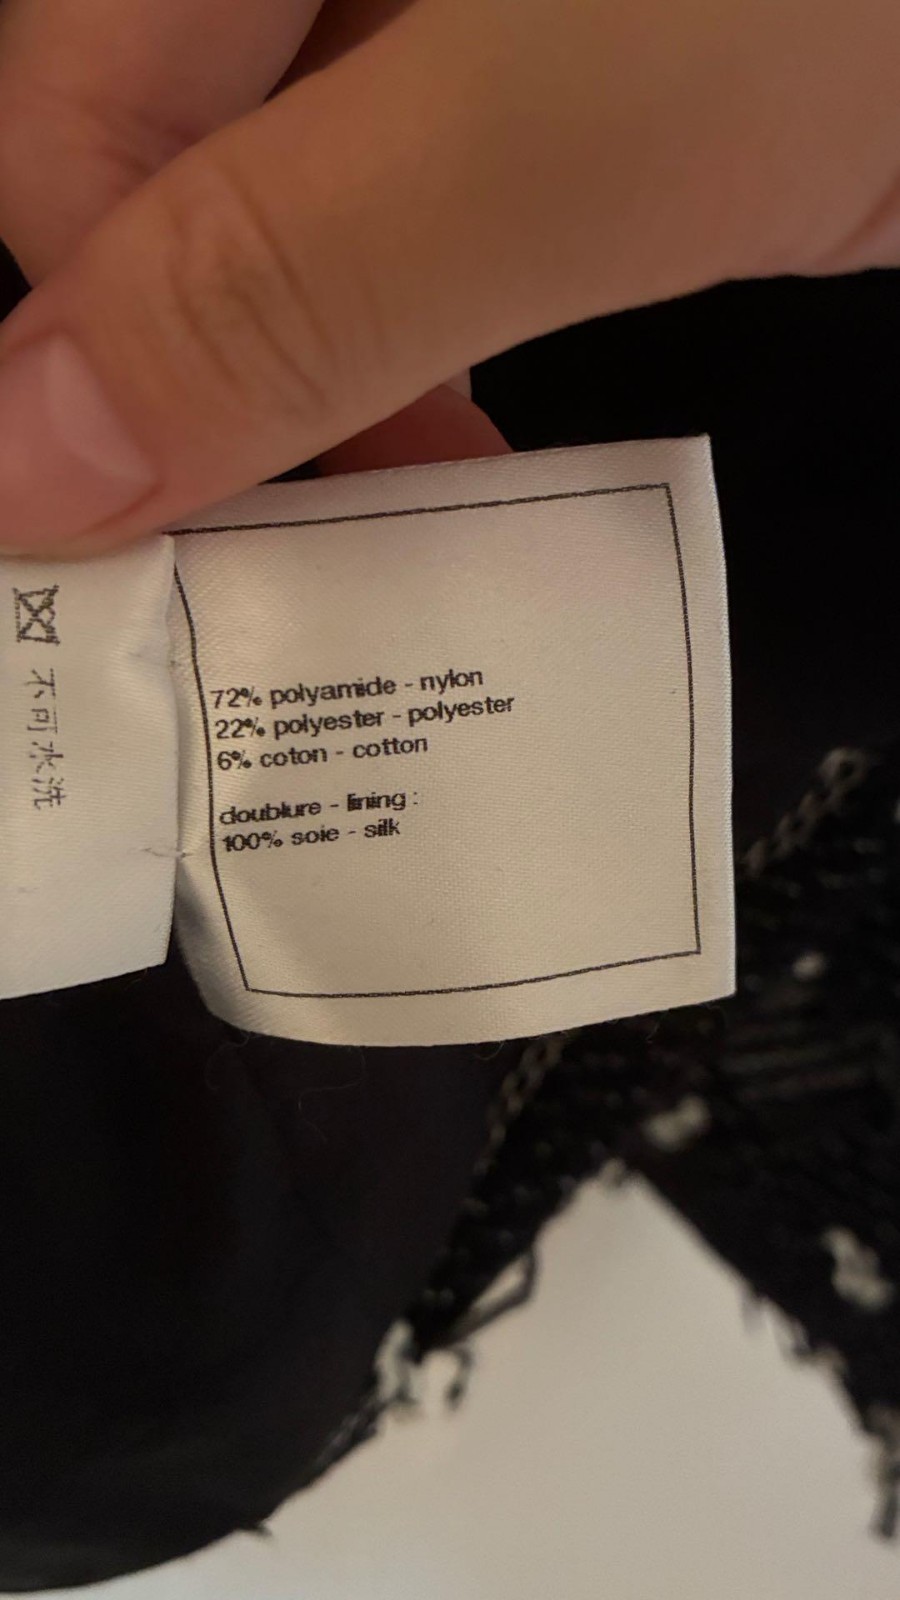 不可水洗
72% polyamide - nylon
22% polyester - polyester
6% coton - cotton
doublure - lining :
100% soie - silk